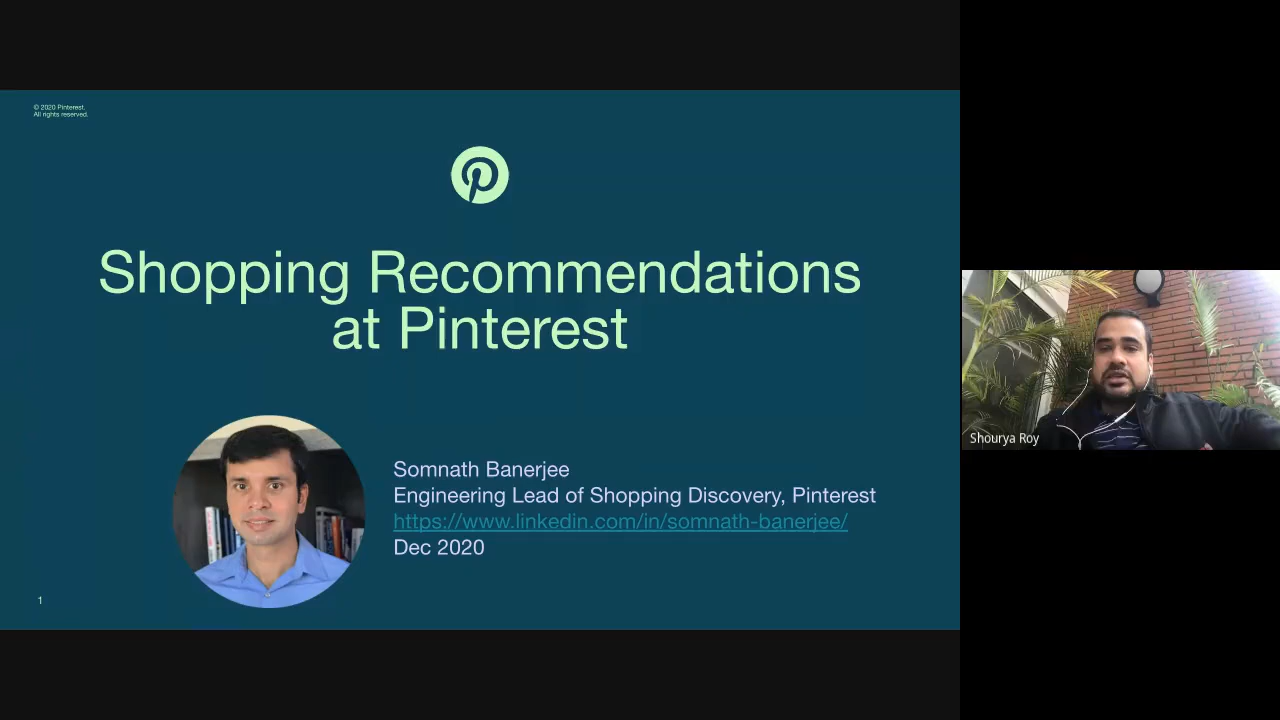 © 2020 Pinterest.
All rights reserved.
Shopping Recommendations
at Pinterest
Somnath Banerjee
Engineering Lead of Shopping Discovery, Pinterest
https://www.linkedin.com/in/somnath-banerjee/
Dec 2020
1
Shourya Roy